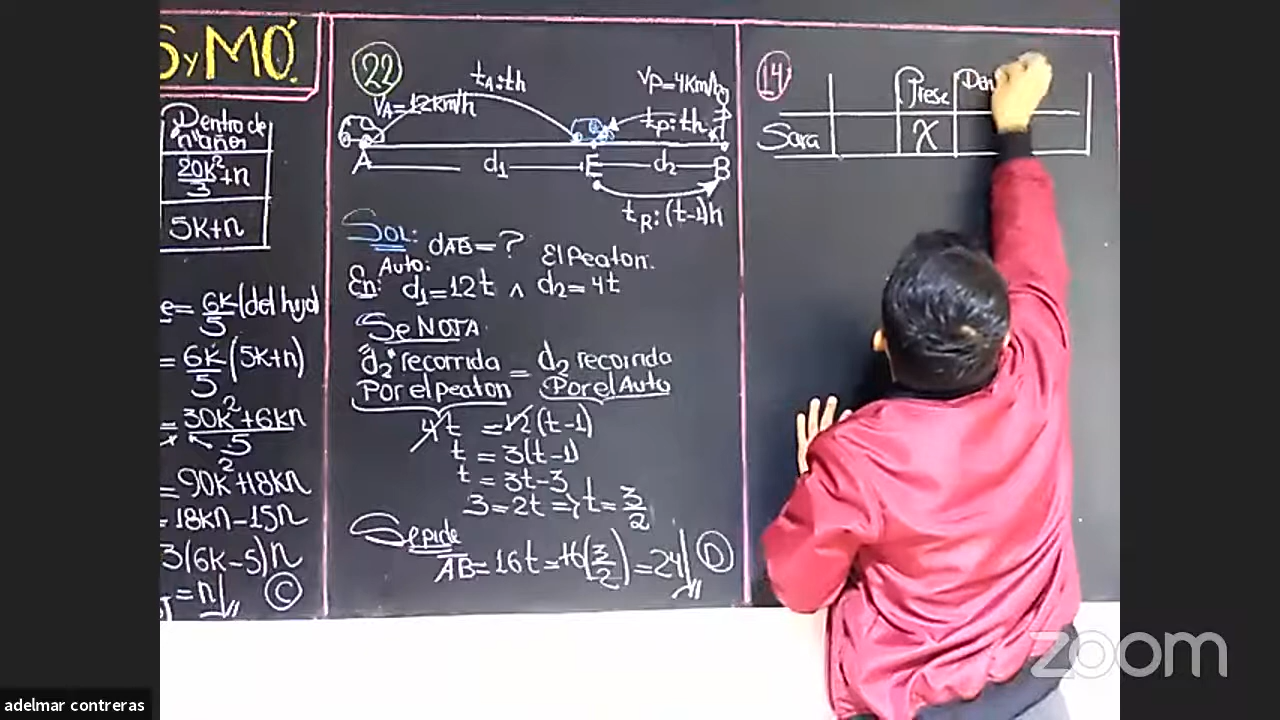 S y MÓ.
Dentro de
"n" años
20k²/3 + n
5k+n
e = 6k/5 (del hijo)
= 6k/5 (5k+n)
= 30k²+6kn/5
= 90k²+18kn
= 18kn-15n
3(6k-5)n
= n
C
22
tA: th
VA=12km/h
VP=4Km/h
tP: th
A
d1
E
d2
B
tR: (t-1)h
Sol: dAB = ?
Auto: El Peaton.
En: d1=12t ∧ d2=4t
Se NOTA
"d2" recorrida = d2 recorrida
Por el peaton Por el Auto
4t = 12(t-1)
t = 3(t-1)
t = 3t-3
3=2t => t=3/2
Se pide
AB=16t=16(3/2)=24
D
14
Prese Den
Sara x
zoom
adelmar contreras